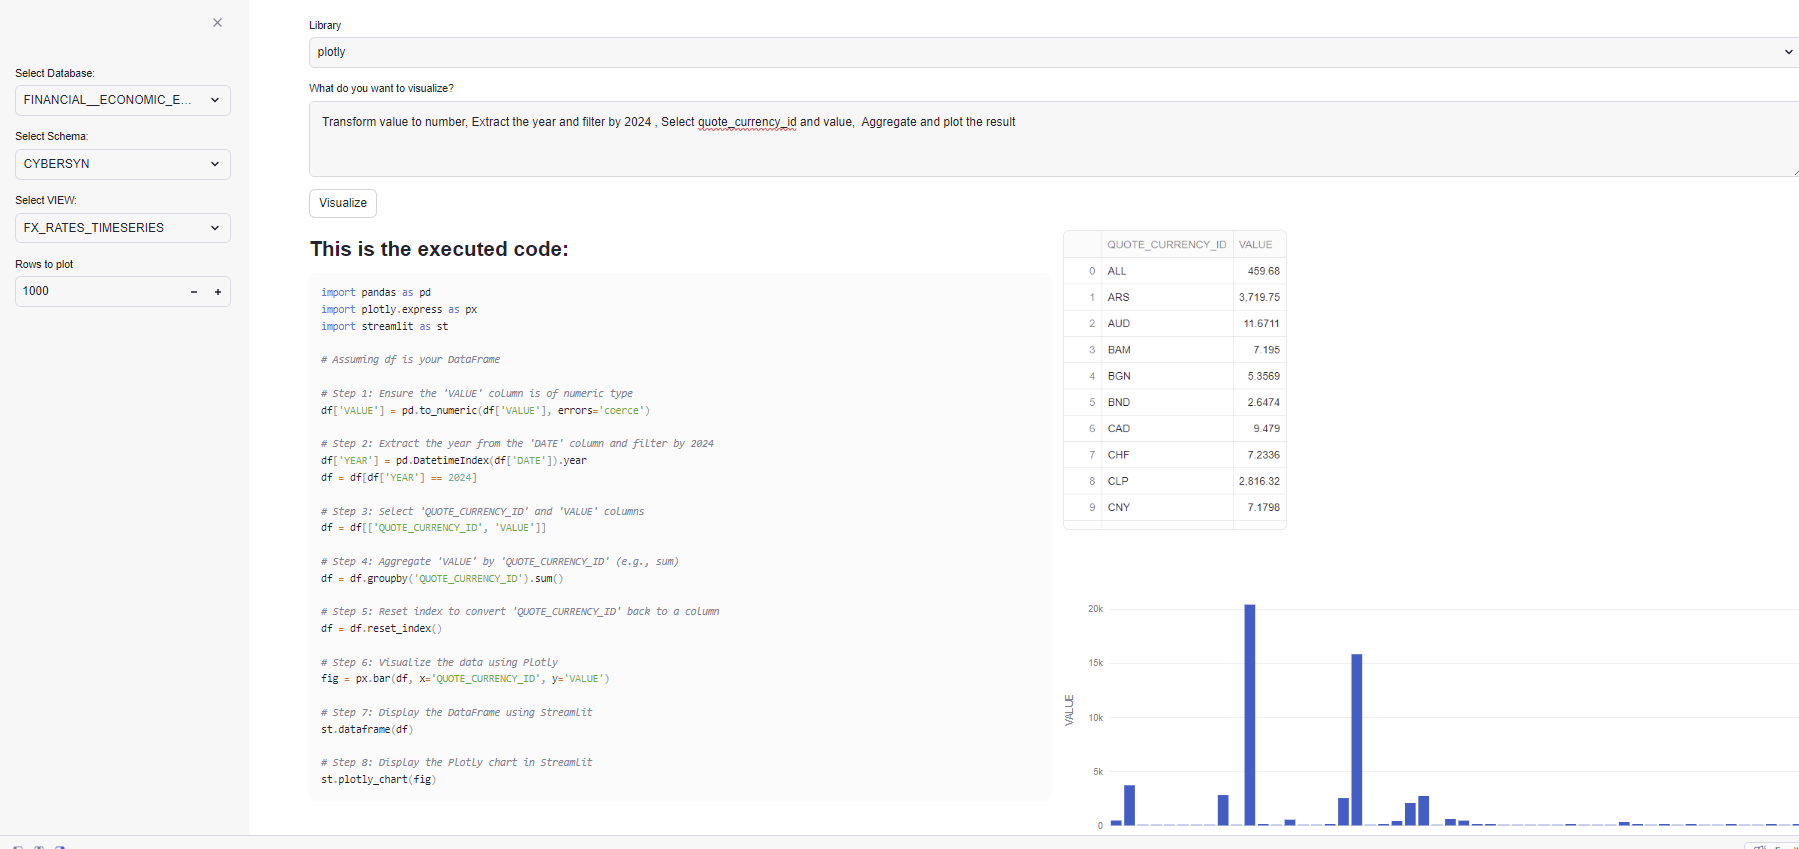 Select Database:
FINANCIAL__ECONOMIC_E...
Select Schema:
CYBERSYN
Select VIEW:
FX_RATES_TIMESERIES
Rows to plot
1000
Library
plotly
What do you want to visualize?
Transform value to number, Extract the year and filter by 2024 , Select quote_currency_id and value,  Aggregate and plot the result
Visualize
This is the executed code:
import pandas as pd
import plotly.express as px
import streamlit as st
# Assuming df is your DataFrame
# Step 1: Ensure the 'VALUE' column is of numeric type
df['VALUE'] = pd.to_numeric(df['VALUE'], errors='coerce')
# Step 2: Extract the year from the 'DATE' column and filter by 2024
df['YEAR'] = pd.DatetimeIndex(df['DATE']).year
df = df[df['YEAR'] == 2024]
# Step 3: Select 'QUOTE_CURRENCY_ID' and 'VALUE' columns
df = df[['QUOTE_CURRENCY_ID', 'VALUE']]
# Step 4: Aggregate 'VALUE' by 'QUOTE_CURRENCY_ID' (e.g., sum)
df = df.groupby('QUOTE_CURRENCY_ID').sum()
# Step 5: Reset index to convert 'QUOTE_CURRENCY_ID' back to a column
df = df.reset_index()
# Step 6: Visualize the data using Plotly
fig = px.bar(df, x='QUOTE_CURRENCY_ID', y='VALUE')
# Step 7: Display the DataFrame using Streamlit
st.dataframe(df)
# Step 8: Display the Plotly chart in Streamlit
st.plotly_chart(fig)
QUOTE_CURRENCY_ID VALUE
0 ALL 459.68
1 ARS 3,719.75
2 AUD 11.6711
3 BAM 7.195
4 BGN 5.3569
5 BND 2.6474
6 CAD 9.479
7 CHF 7.2336
8 CLP 2,816.32
9 CNY 7.1798
20k
15k
VALUE
10k
5k
0